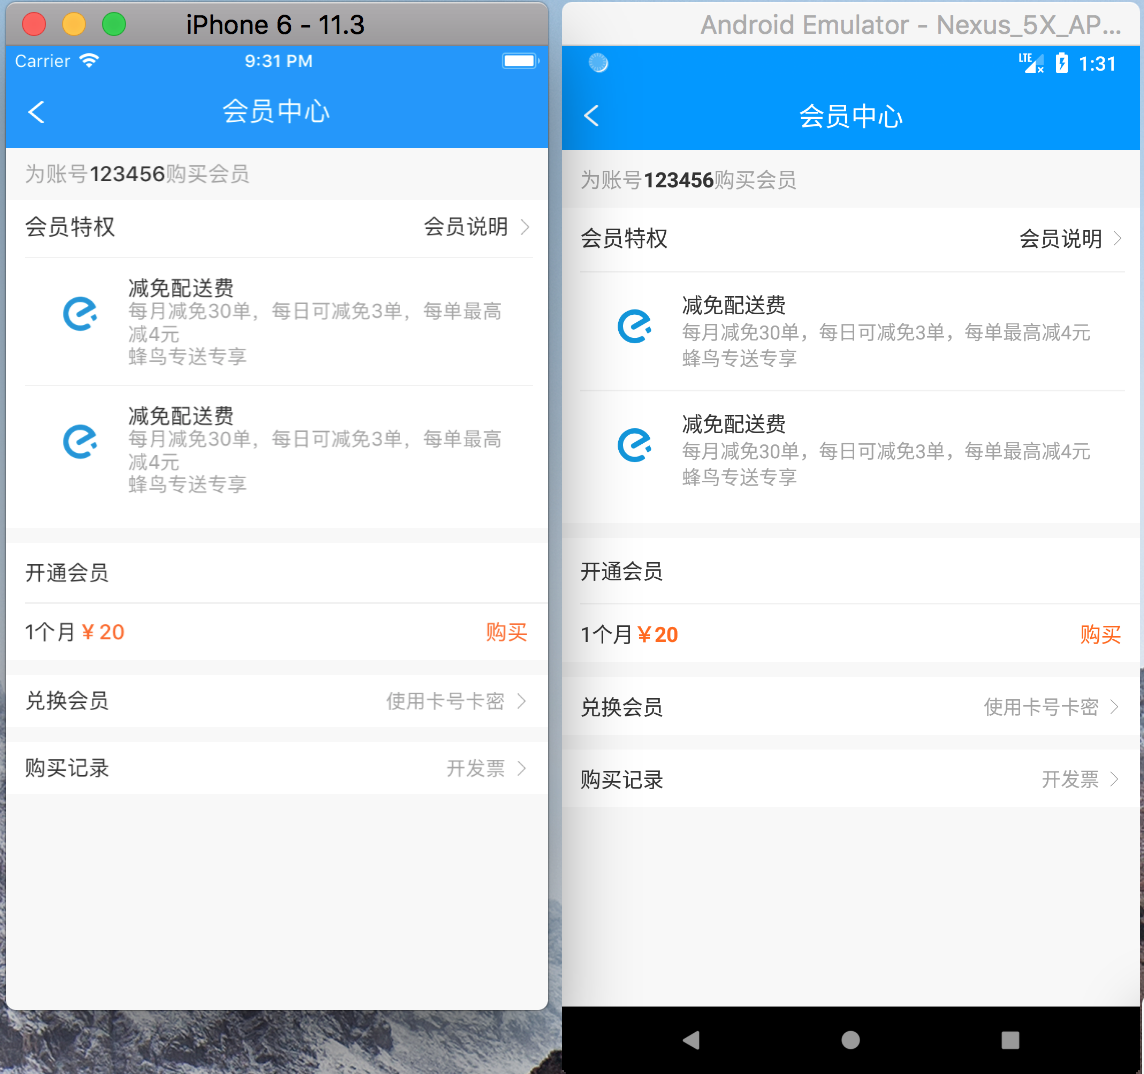 iPhone 6 - 11.3
Carrier 9:31 PM
会员中心
为账号123456购买会员
会员特权 会员说明
减免配送费
每月减免30单，每日可减免3单，每单最高
减4元
蜂鸟专送专享
减免配送费
每月减免30单，每日可减免3单，每单最高
减4元
蜂鸟专送专享
开通会员
1个月¥20 购买
兑换会员 使用卡号卡密
购买记录 开发票
Android Emulator - Nexus_5X_AP...
LTE 1:31
会员中心
为账号123456购买会员
会员特权 会员说明
减免配送费
每月减免30单，每日可减免3单，每单最高减4元
蜂鸟专送专享
减免配送费
每月减免30单，每日可减免3单，每单最高减4元
蜂鸟专送专享
开通会员
1个月¥20 购买
兑换会员 使用卡号卡密
购买记录 开发票